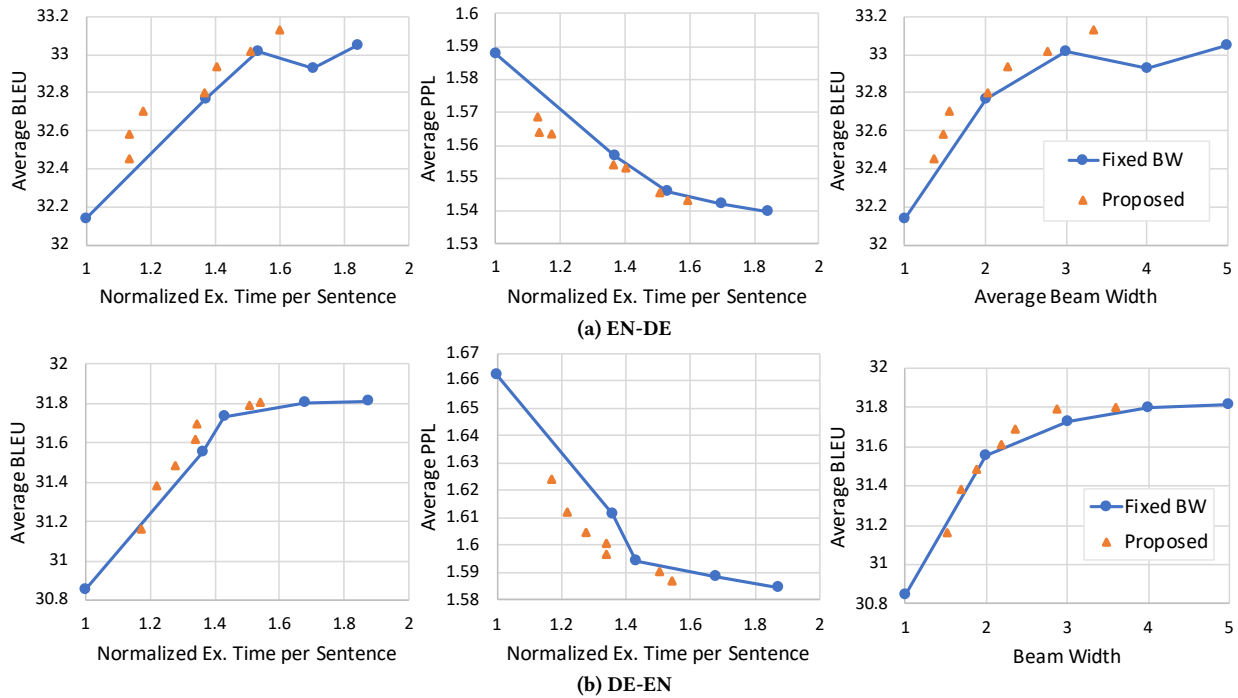 33.2
33
32.8
32.6
32.4
32.2
32
Average BLEU
1 1.2 1.4 1.6 1.8 2
Normalized Ex. Time per Sentence
1.6
1.59
1.58
1.57
1.56
1.55
1.54
1.53
Average PPL
1 1.2 1.4 1.6 1.8 2
Normalized Ex. Time per Sentence
33.2
33
32.8
32.6
32.4
32.2
32
Average BLEU
Fixed BW
Proposed
1 2 3 4 5
Average Beam Width
(a) EN-DE
32
31.8
31.6
31.4
31.2
31
30.8
Average BLEU
1 1.2 1.4 1.6 1.8 2
Normalized Ex. Time per Sentence
1.67
1.66
1.65
1.64
1.63
1.62
1.61
1.6
1.59
1.58
Average PPL
1 1.2 1.4 1.6 1.8 2
Normalized Ex. Time per Sentence
32
31.8
31.6
31.4
31.2
31
30.8
Average BLEU
Fixed BW
Proposed
1 2 3 4 5
Beam Width
(b) DE-EN